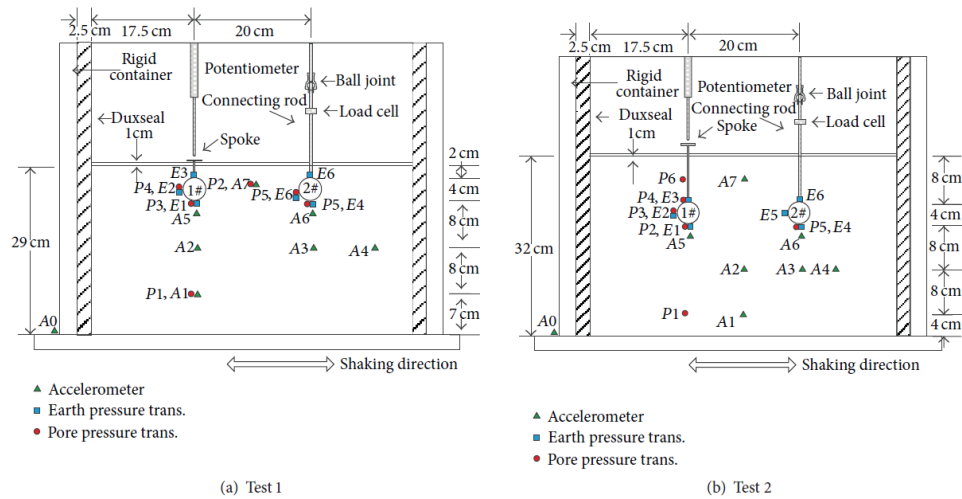 2.5 cm
17.5 cm
20 cm
Rigid
container
Potentiometer
Ball joint
Connecting rod
Load cell
Duxseal
1cm
Spoke
2 cm
E3
E6
P4, E2
1#
P2, A7
P5, E6
2#
4 cm
P3, E1
P5, E4
A5
A6
8 cm
29 cm
A2
A3
A4
8 cm
P1, A1
7 cm
A0
Shaking direction
Accelerometer
Earth pressure trans.
Pore pressure trans.
(a) Test 1
2.5 cm
17.5 cm
20 cm
Rigid
container
Potentiometer
Ball joint
Connecting rod
Load cell
Duxseal
1cm
Spoke
P6
A7
8 cm
P4, E3
E6
P3, E2
1#
E5
2#
4 cm
P2, E1
P5, E4
A5
A6
8 cm
32 cm
A2
A3
A4
8 cm
P1
A1
A0
4 cm
Shaking direction
Accelerometer
Earth pressure trans.
Pore pressure trans.
(b) Test 2